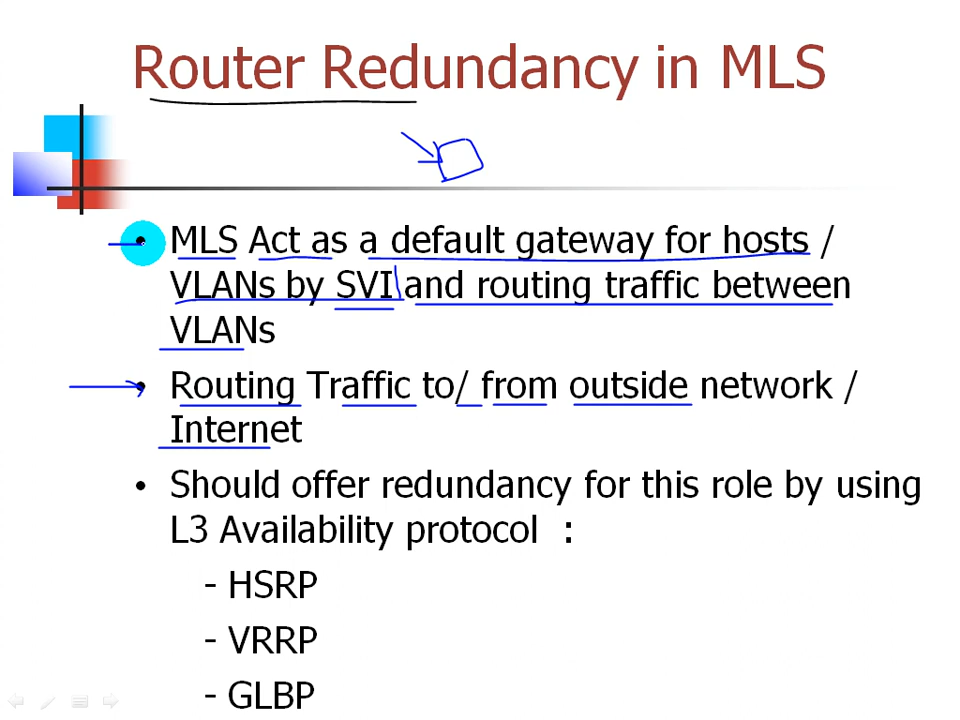 Router Redundancy in MLS
• MLS Act as a default gateway for hosts /
VLANs by SVI and routing traffic between
VLANs
• Routing Traffic to/ from outside network /
Internet
• Should offer redundancy for this role by using
L3 Availability protocol :
- HSRP
- VRRP
- GLBP